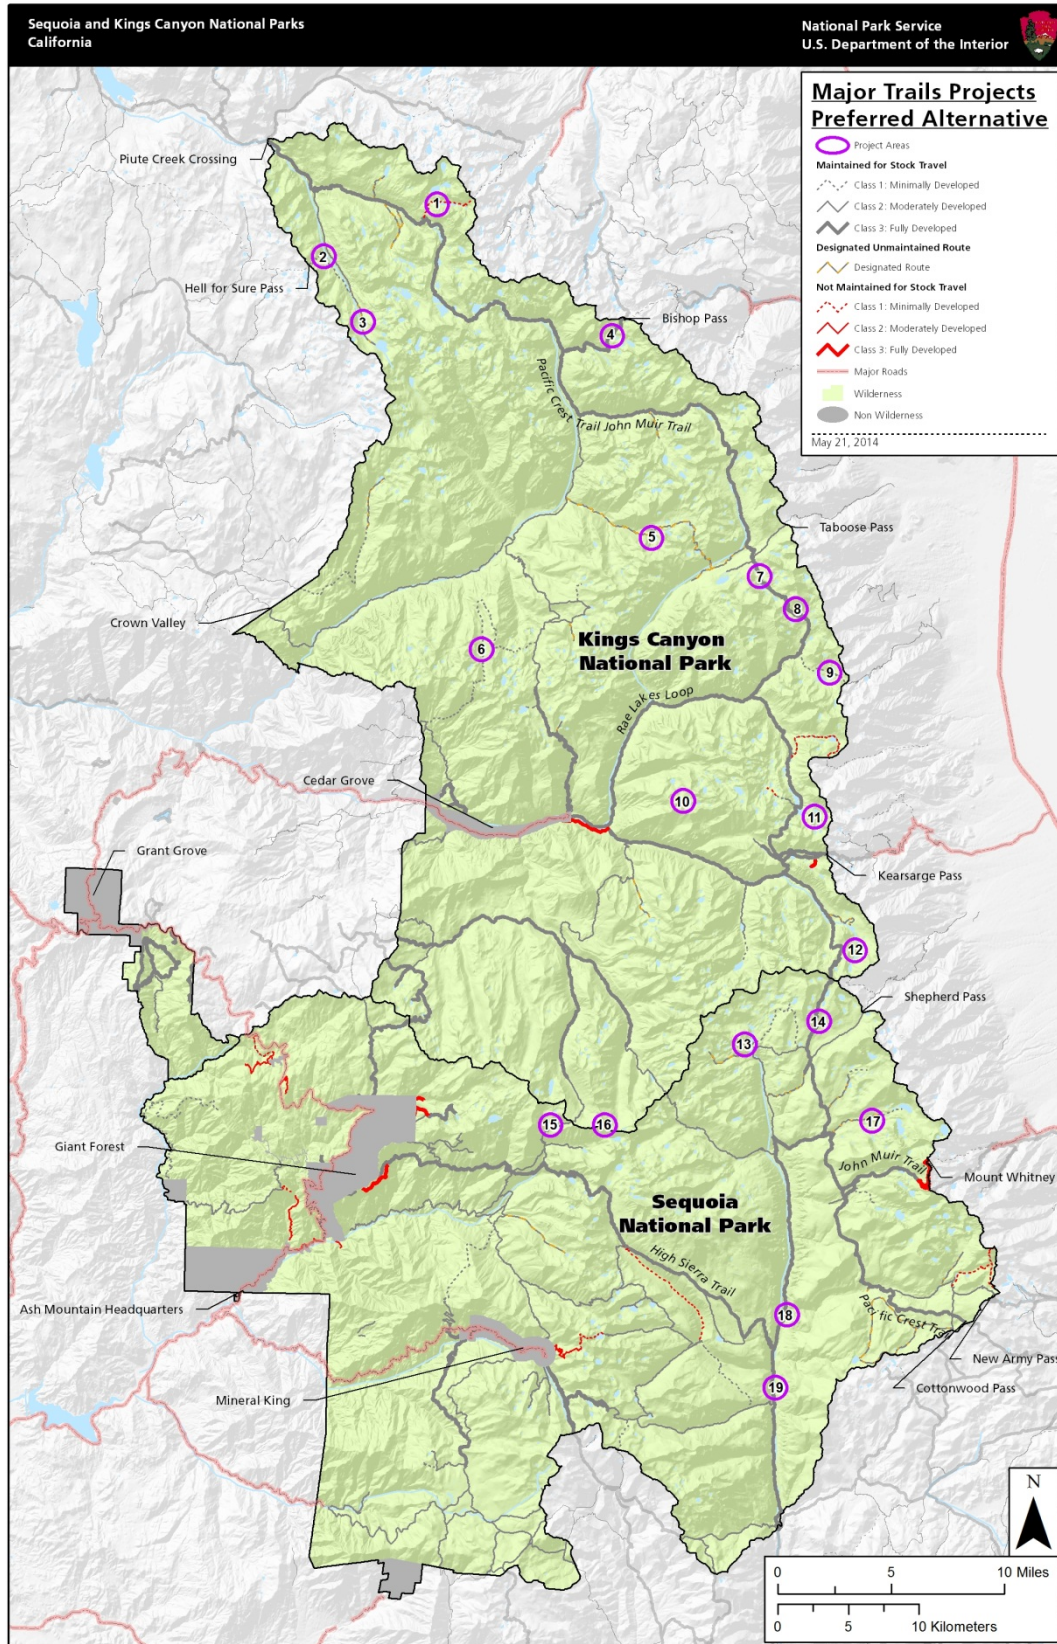 Sequoia and Kings Canyon National Parks
California
National Park Service
U.S. Department of the Interior
Major Trails Projects
Preferred Alternative
Project Areas
Maintained for Stock Travel
Class 1: Minimally Developed
Class 2: Moderately Developed
Class 3: Fully Developed
Designated Unmaintained Route
Designated Route
Not Maintained for Stock Travel
Class 1: Minimally Developed
Class 2: Moderately Developed
Class 3: Fully Developed
Major Roads
Wilderness
Non Wilderness
May 21, 2014
Piute Creek Crossing
1
2
Hell for Sure Pass
3
4
Bishop Pass
Pacific Crest Trail John Muir Trail
Taboose Pass
5
7
8
Crown Valley
6
Kings Canyon
National Park
9
Rae Lakes Loop
Cedar Grove
10
11
Grant Grove
Kearsarge Pass
12
Shepherd Pass
14
13
15
16
17
Giant Forest
John Muir Trail
Mount Whitney
Sequoia
National Park
High Sierra Trail
Ash Mountain Headquarters
18
Pacific Crest Trail
New Army Pass
Mineral King
19
Cottonwood Pass
N
0 5 10 Miles
0 5 10 Kilometers